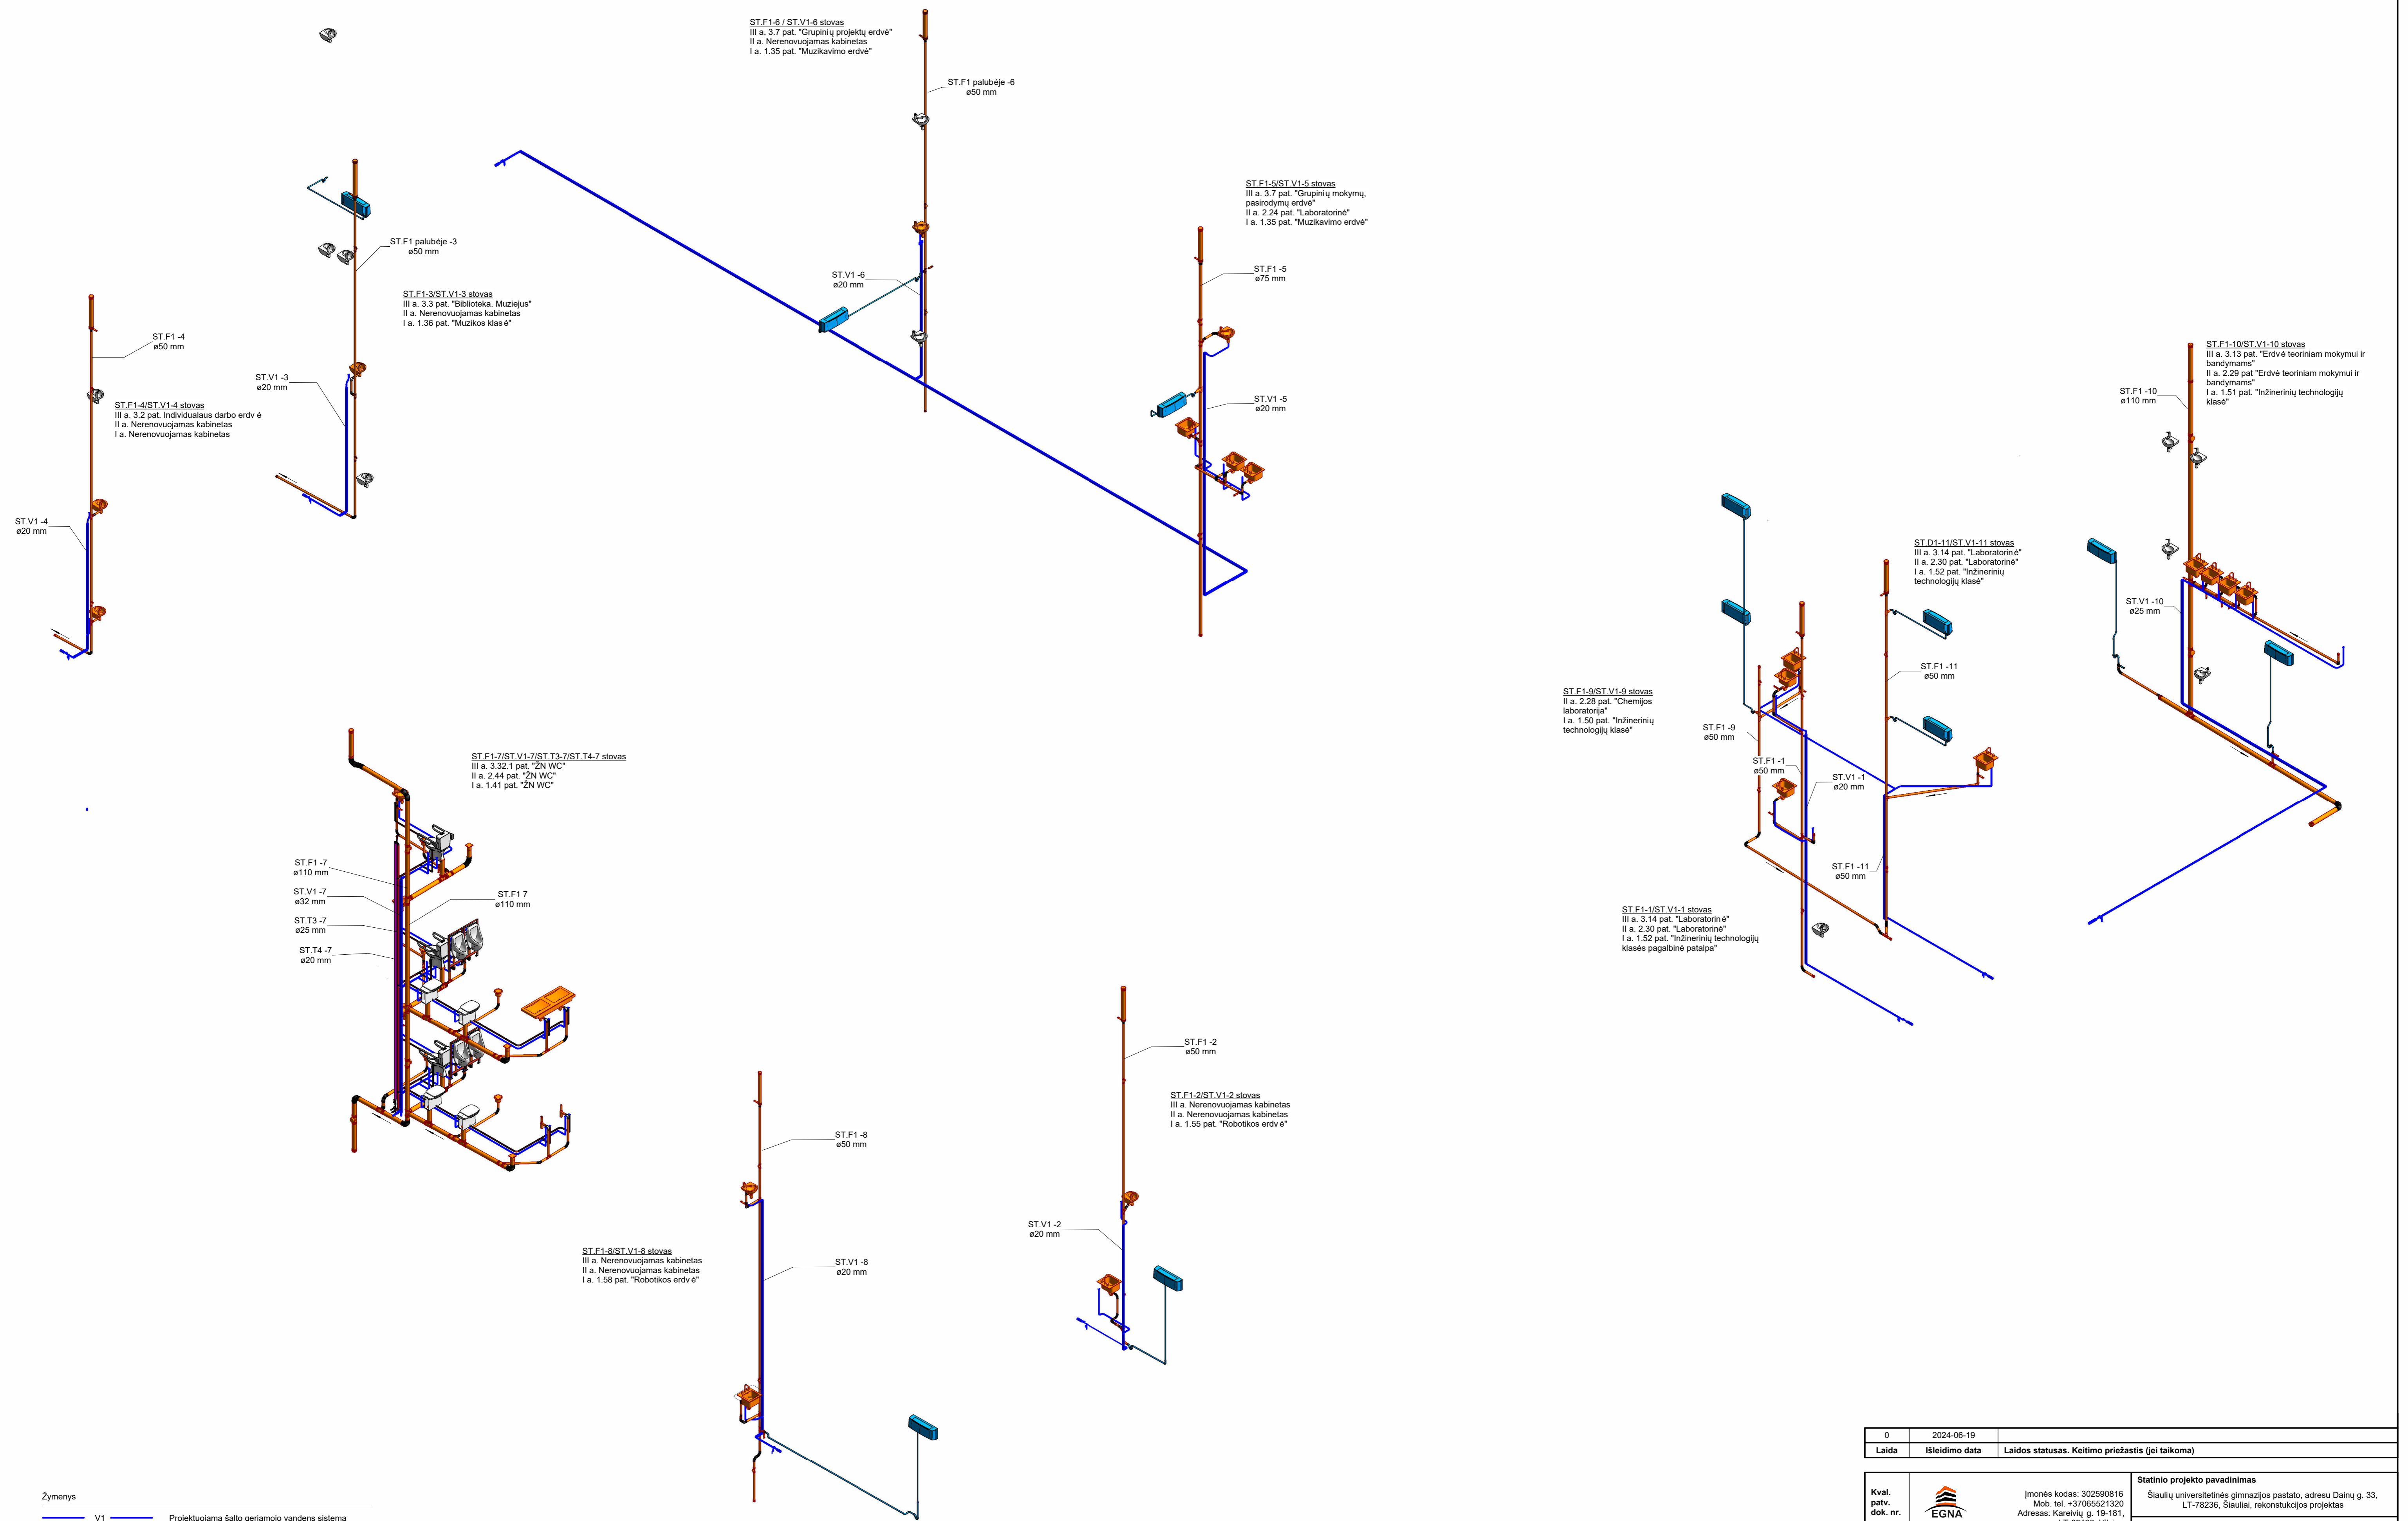 ST.F1-6 / ST.V1-6 stovas
III a. 3.7 pat. "Grupinių projektų erdvė"
II a. Nerenovuojamas kabinetas
I a. 1.35 pat. "Muzikavimo erdvė"
ST.F1 palubėje -6
ø50 mm
ST.F1-5/ST.V1-5 stovas
III a. 3.7 pat. "Grupinių mokymų,
pasirodymų erdvė"
II a. 2.24 pat. "Laboratorinė"
I a. 1.35 pat. "Muzikavimo erdvė"
ST.F1 palubėje -3
ø50 mm
ST.V1 -6
ø20 mm
ST.F1 -5
ø75 mm
ST.F1-3/ST.V1-3 stovas
III a. 3.3 pat. "Biblioteka. Muziejus"
II a. Nerenovuojamas kabinetas
I a. 1.36 pat. "Muzikos klasė"
ST.F1 -4
ø50 mm
ST.V1 -3
ø20 mm
ST.F1-4/ST.V1-4 stovas
III a. 3.2 pat. Individualaus darbo erdvė
II a. Nerenovuojamas kabinetas
I a. Nerenovuojamas kabinetas
ST.V1 -5
ø20 mm
ST.F1-10/ST.V1-10 stovas
III a. 3.13 pat. "Erdvė teoriniam mokymui ir
bandymams"
II a. 2.29 pat "Erdvė teoriniam mokymui ir
bandymams"
I a. 1.51 pat. "Inžinerinių technologijų
klasė"
ST.F1 -10
ø110 mm
ST.V1 -4
ø20 mm
ST.D1-11/ST.V1-11 stovas
III a. 3.14 pat. "Laboratorinė"
II a. 2.30 pat. "Laboratorinė"
I a. 1.52 pat. "Inžinerinių
technologijų klasė"
ST.V1 -10
ø25 mm
ST.F1 -11
ø50 mm
ST.F1-9/ST.V1-9 stovas
II a. 2.28 pat. "Chemijos
laboratorija"
I a. 1.50 pat. "Inžinerinių
technologijų klasė"
ST.F1 -9
ø50 mm
ST.F1 -1
ø50 mm
ST.V1 -1
ø20 mm
ST.F1-7/ST.V1-7/ST.T3-7/ST.T4-7 stovas
III a. 3.32.1 pat. "ŽN WC"
II a. 2.44 pat. "ŽN WC"
I a. 1.41 pat. "ŽN WC"
ST.F1 -7
ø110 mm
ST.V1 -7
ø32 mm
ST.T3 -7
ø25 mm
ST.T4 -7
ø20 mm
ST.F1 7
ø110 mm
ST.F1 -11
ø50 mm
ST.F1-1/ST.V1-1 stovas
III a. 3.14 pat. "Laboratorinė"
II a. 2.30 pat. "Laboratorinė"
I a. 1.52 pat. "Inžinerinių technologijų
klasės pagalbinė patalpa"
ST.F1 -2
ø50 mm
ST.F1-2/ST.V1-2 stovas
III a. Nerenovuojamas kabinetas
II a. Nerenovuojamas kabinetas
I a. 1.55 pat. "Robotikos erdvė"
ST.F1 -8
ø50 mm
ST.V1 -2
ø20 mm
ST.F1-8/ST.V1-8 stovas
III a. Nerenovuojamas kabinetas
II a. Nerenovuojamas kabinetas
I a. 1.58 pat. "Robotikos erdvė"
ST.V1 -8
ø20 mm
0 2024-06-19
Laida Išleidimo data Laidos statusas. Keitimo priežastis (jei taikoma)
Kval.
patv.
dok. nr.
EGNA
Įmonės kodas: 302590816
Mob. tel. +37065521320
Adresas: Kareivių g. 19-181,
Statinio projekto pavadinimas
Šiaulių universitetinės gimnazijos pastato, adresu Dainų g. 33,
LT-78236, Šiauliai, rekonstukcijos projektas
Žymenys
V1 Projektuojama šalto geriamojo vandens sistema